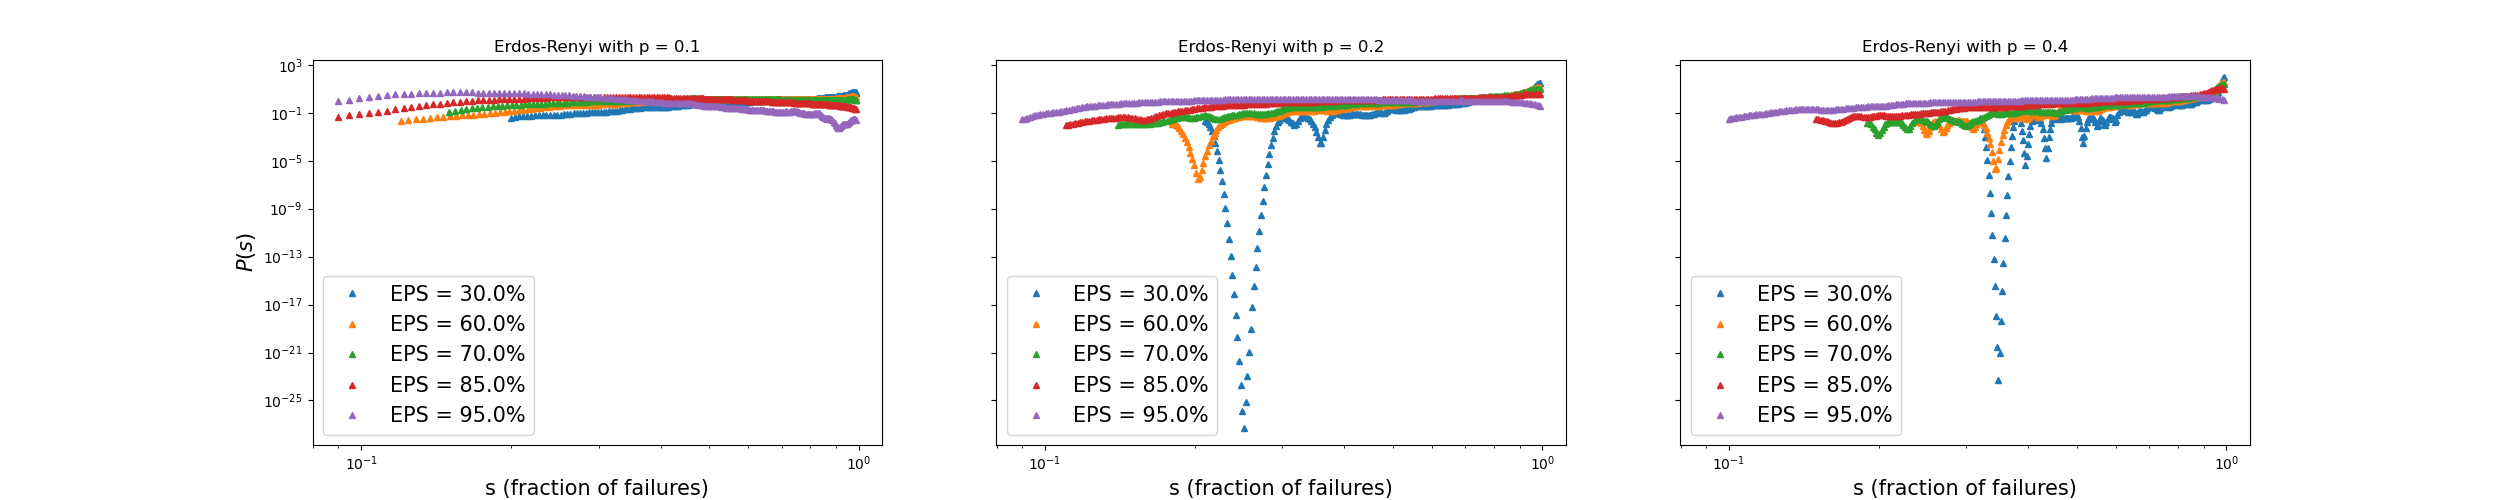 Erdos-Renyi with p = 0.1
10^3
10^-1
10^-5
10^-9
10^-13
10^-17
10^-21
10^-25
P(s)
EPS = 30.0%
EPS = 60.0%
EPS = 70.0%
EPS = 85.0%
EPS = 95.0%
10^-1
10^0
s (fraction of failures)
Erdos-Renyi with p = 0.2
EPS = 30.0%
EPS = 60.0%
EPS = 70.0%
EPS = 85.0%
EPS = 95.0%
10^-1
10^0
s (fraction of failures)
Erdos-Renyi with p = 0.4
EPS = 30.0%
EPS = 60.0%
EPS = 70.0%
EPS = 85.0%
EPS = 95.0%
10^-1
10^0
s (fraction of failures)